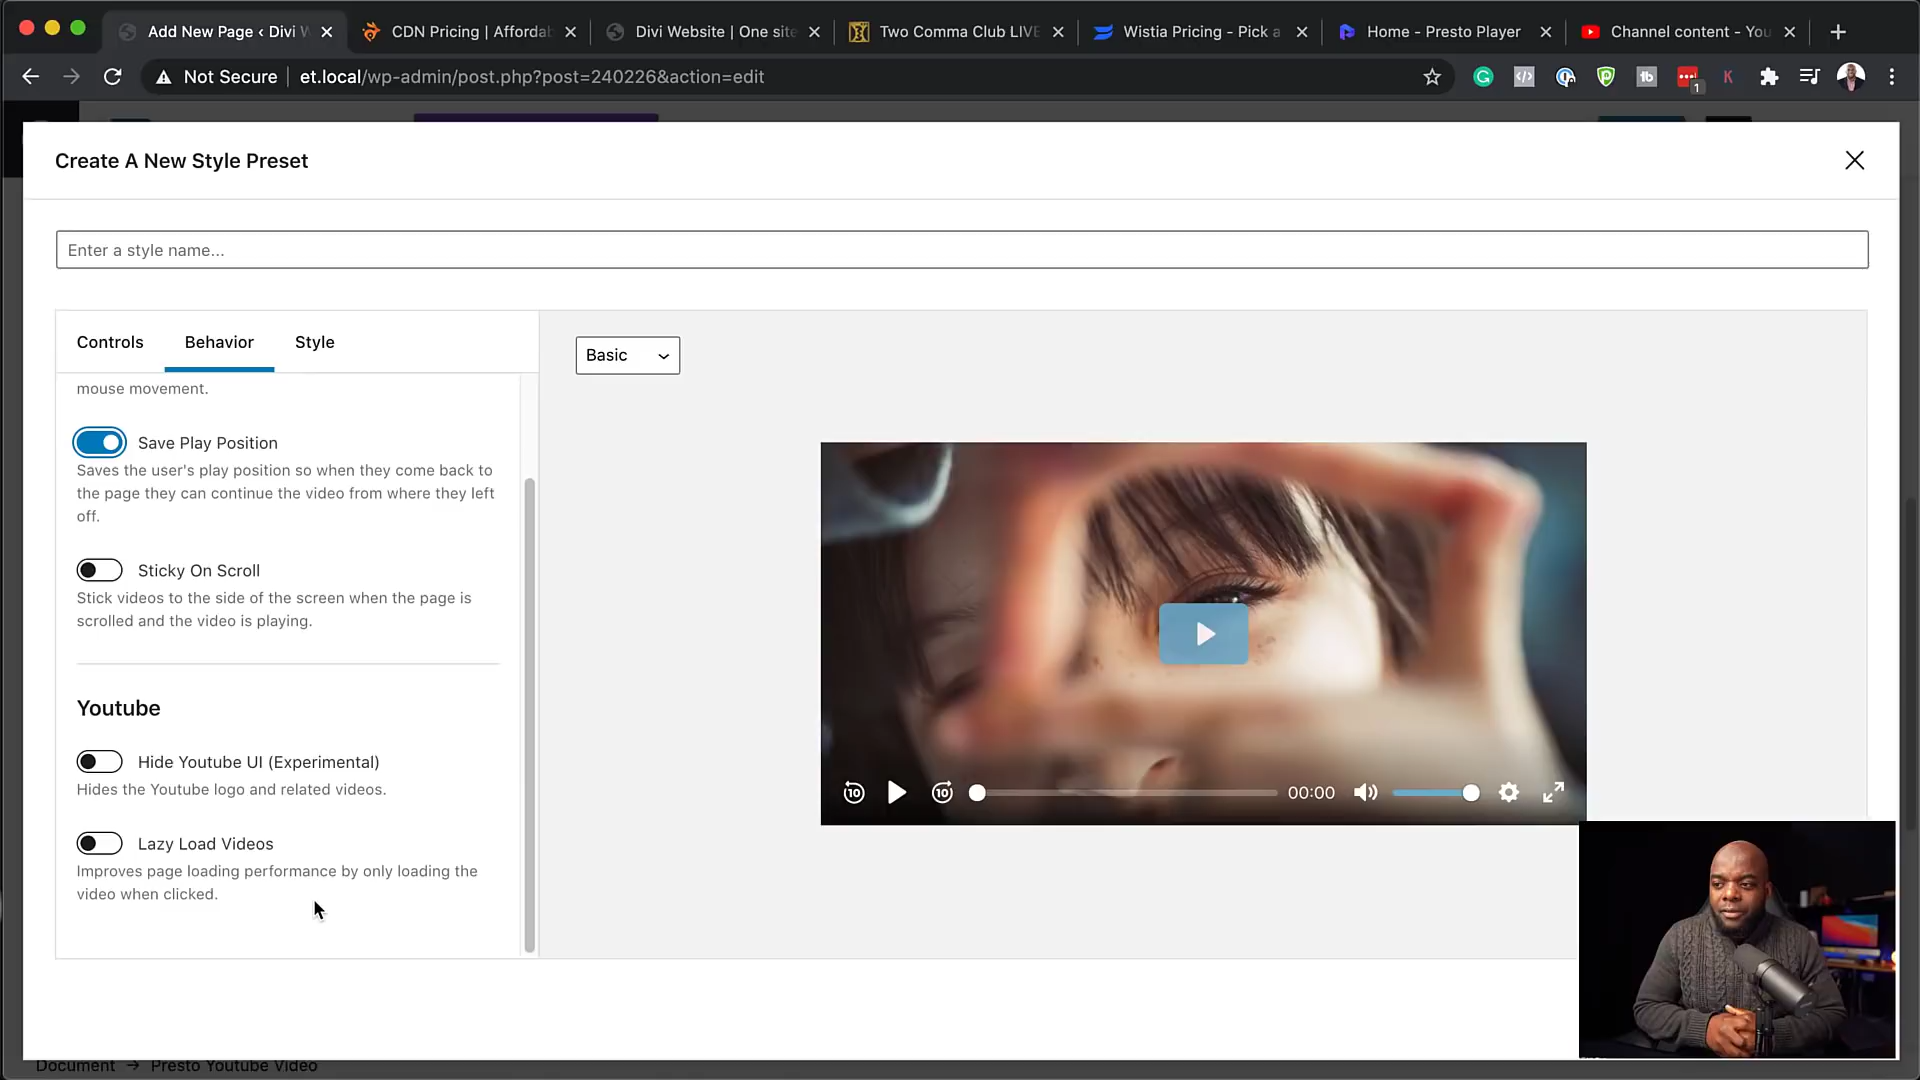 Add New Page ‹ Divi W
CDN Pricing | Affordab
Divi Website | One site
Two Comma Club LIVE
Wistia Pricing - Pick a
Home - Presto Player
Channel content - You
Not Secure
et.local/wp-admin/post.php?post=240226&action=edit
1
Create A New Style Preset
Enter a style name...
Controls
Behavior
Style
Basic
mouse movement.
Save Play Position
Saves the user's play position so when they come back to
the page they can continue the video from where they left
off.
Sticky On Scroll
Stick videos to the side of the screen when the page is
scrolled and the video is playing.
Youtube
Hide Youtube UI (Experimental)
Hides the Youtube logo and related videos.
Lazy Load Videos
Improves page loading performance by only loading the
video when clicked.
10
10
00:00
Document → Presto Youtube Video